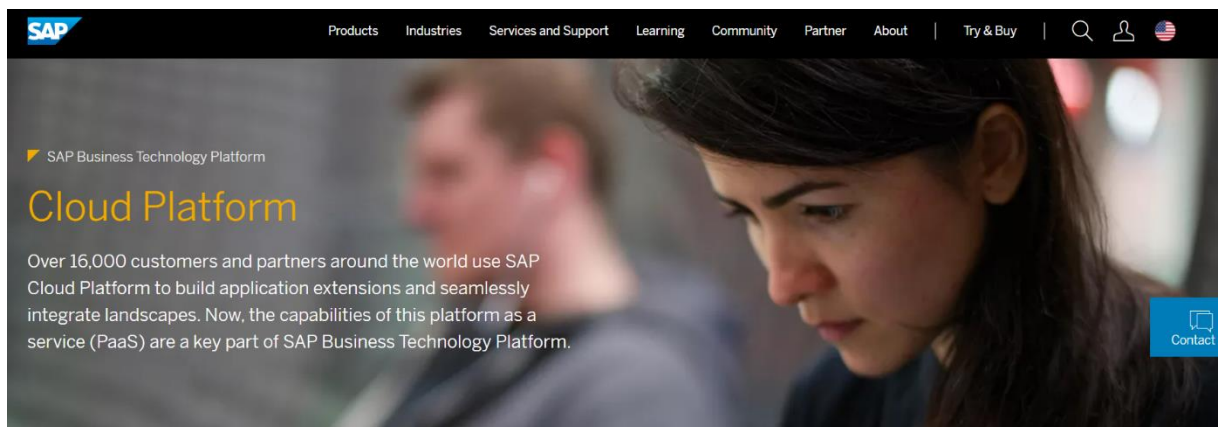 SAP
Products Industries Services and Support Learning Community Partner About Try & Buy
SAP Business Technology Platform
Cloud Platform
Over 16,000 customers and partners around the world use SAP
Cloud Platform to build application extensions and seamlessly
integrate landscapes. Now, the capabilities of this platform as a
service (PaaS) are a key part of SAP Business Technology Platform.
Contact